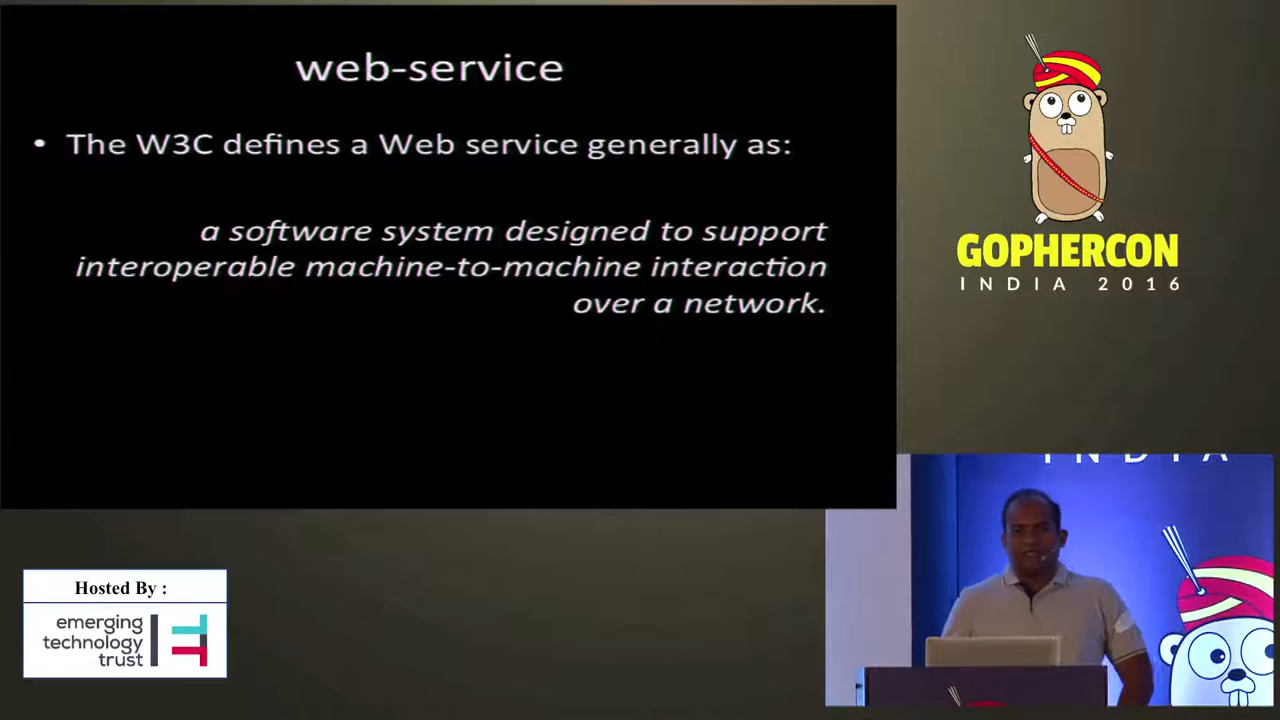 web-service
• The W3C defines a Web service generally as:
a software system designed to support
interoperable machine-to-machine interaction
over a network.
GOPHERCON
INDIA 2016
INDIA
Hosted By :
emerging
technology
trust